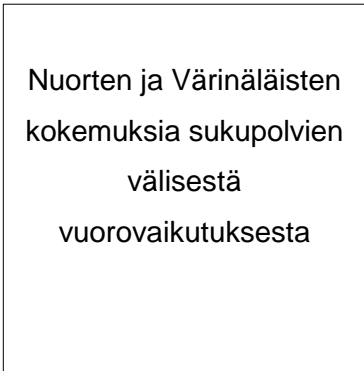 Nuorten ja Värinäläisten
kokemuksia sukupolvien
välisestä
vuorovaikutuksesta